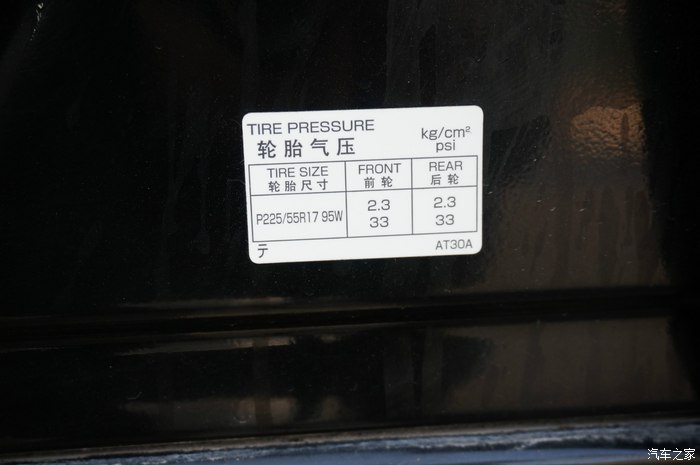 TIRE PRESSURE
轮胎气压
kg/cm²
psi
TIRE SIZE FRONT REAR
轮胎尺寸 前轮 后轮
P225/55R17 95W 2.3 2.3
33 33
テ AT30A
汽车之家